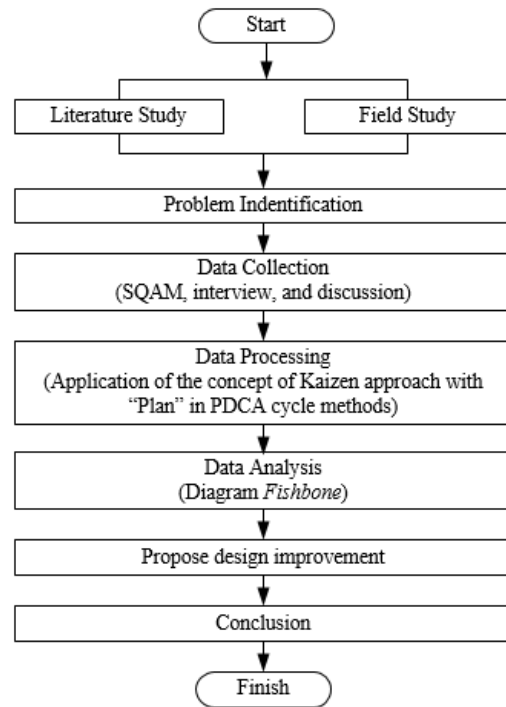 Start
Literature Study
Field Study
Problem Indentification
Data Collection
(SQAM, interview, and discussion)
Data Processing
(Application of the concept of Kaizen approach with
“Plan” in PDCA cycle methods)
Data Analysis
(Diagram Fishbone)
Propose design improvement
Conclusion
Finish